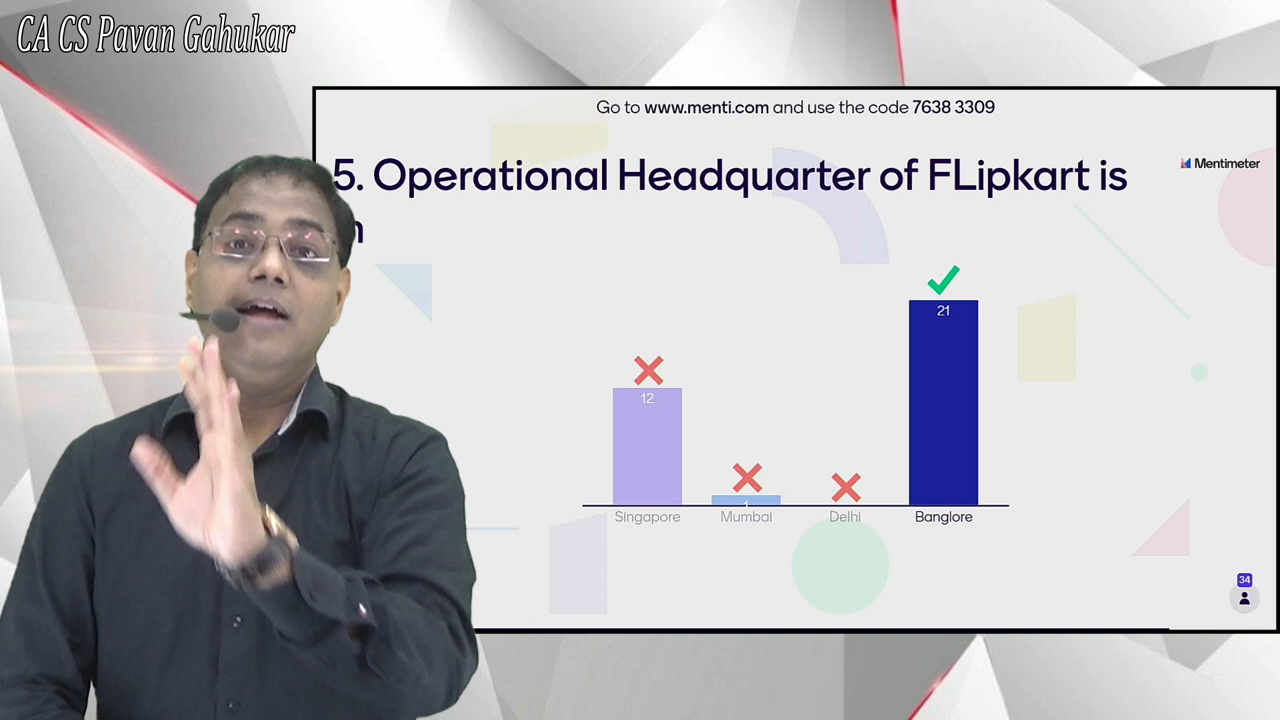 CA CS Pavan Gahukar
Go to www.menti.com and use the code 7638 3309
5. Operational Headquarter of FLipkart is
Mentimeter
21
12
1
Singapore
Mumbai
Delhi
Banglore
34